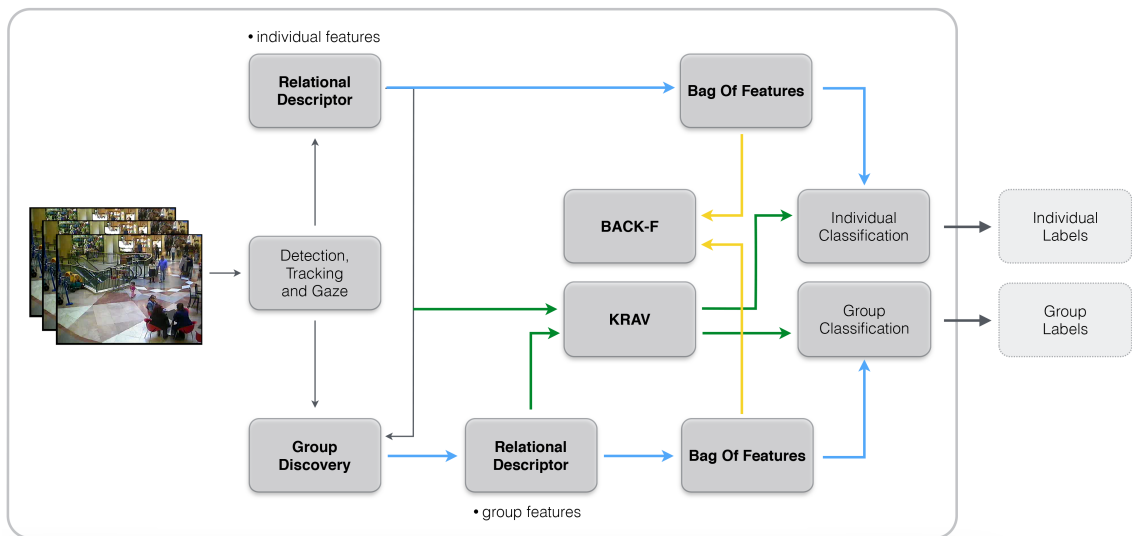 • individual features
Relational
Descriptor
Bag Of Features
BACK-F
Individual
Classification
Individual
Labels
Detection,
Tracking
and Gaze
KRAV
Group
Classification
Group
Labels
Group
Discovery
Relational
Descriptor
Bag Of Features
• group features